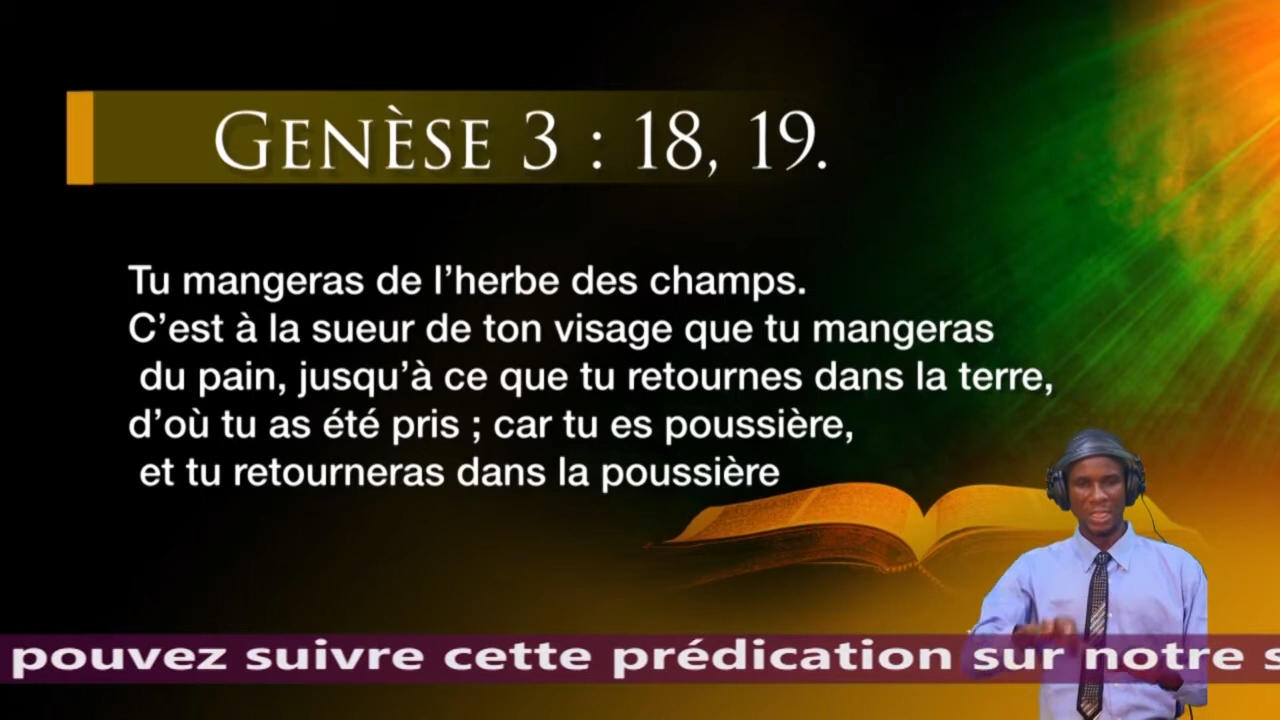 GENÈSE 3 : 18, 19.
Tu mangeras de l’herbe des champs.
C’est à la sueur de ton visage que tu mangeras
du pain, jusqu’à ce que tu retournes dans la terre,
d’où tu as été pris ; car tu es poussière,
et tu retourneras dans la poussière
pouvez suivre cette prédication sur notre